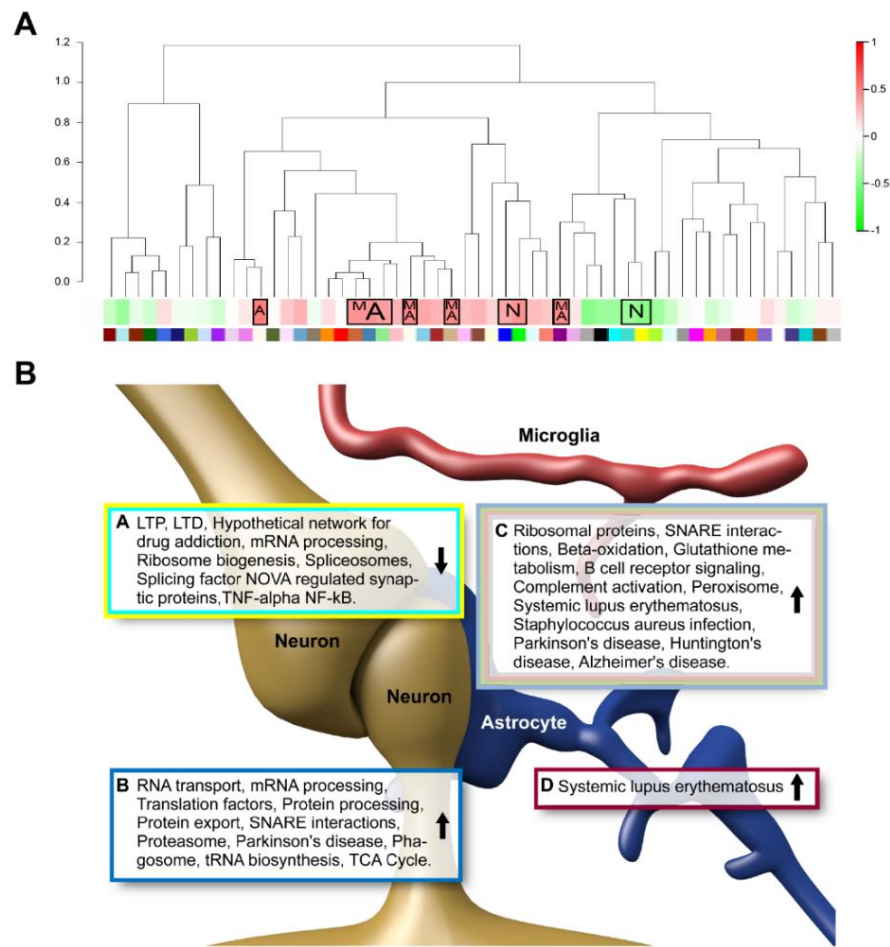 A
1.2
1.0
0.8
0.6
0.4
0.2
0.0
1
0.5
0
-0.5
-1
A
M
A
M
A
M
A
N
M
A
N
B
Microglia
A LTP, LTD, Hypothetical network for
drug addiction, mRNA processing,
Ribosome biogenesis, Spliceosomes,
Splicing factor NOVA regulated synap-
tic proteins,TNF-alpha NF-kB.
C Ribosomal proteins, SNARE interac-
tions, Beta-oxidation, Glutathione me-
tabolism, B cell receptor signaling,
Complement activation, Peroxisome,
Systemic lupus erythematosus,
Staphylococcus aureus infection,
Parkinson's disease, Huntington's
disease, Alzheimer's disease.
Neuron
Neuron
Astrocyte
B RNA transport, mRNA processing,
Translation factors, Protein processing,
Protein export, SNARE interactions,
Proteasome, Parkinson's disease, Pha-
gosome, tRNA biosynthesis, TCA Cycle.
D Systemic lupus erythematosus